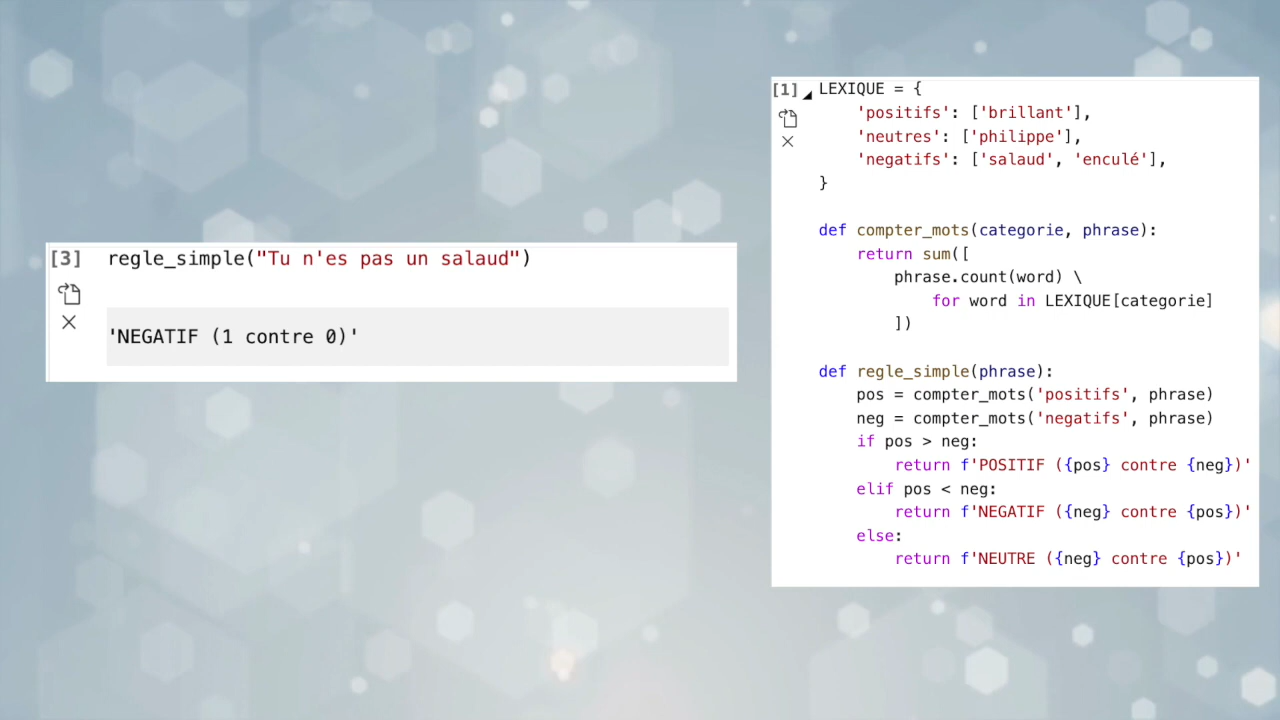 [3] regle_simple("Tu n'es pas un salaud")
'NEGATIF (1 contre 0)'
[1] LEXIQUE = {
'positifs': ['brillant'],
'neutres': ['philippe'],
'negatifs': ['salaud', 'enculé'],
}
def compter_mots(categorie, phrase):
return sum([
phrase.count(word) \
for word in LEXIQUE[categorie]
])
def regle_simple(phrase):
pos = compter_mots('positifs', phrase)
neg = compter_mots('negatifs', phrase)
if pos > neg:
return f'POSITIF ({pos} contre {neg})'
elif pos < neg:
return f'NEGATIF ({neg} contre {pos})'
else:
return f'NEUTRE ({neg} contre {pos})'